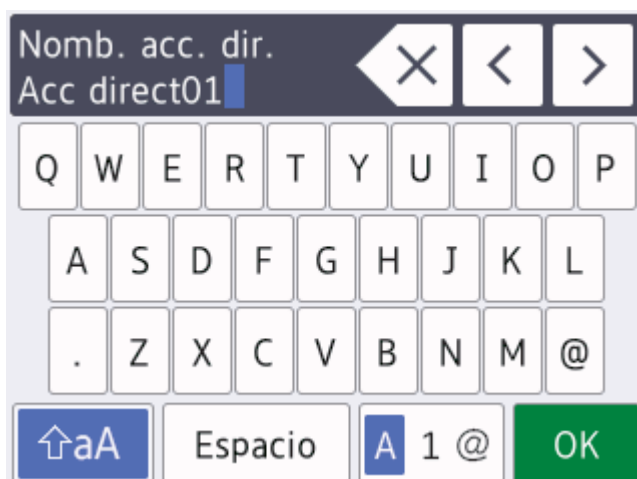 Nomb. acc. dir.
Acc direct01
Q W E R T Y U I O P
A S D F G H J K L
. Z X C V B N M @
aA Espacio A 1 @ OK